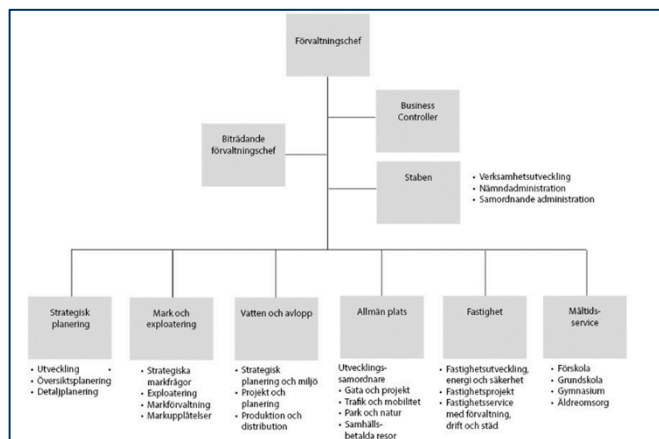 Förvaltningschef
Business
Controller
Biträdande
förvaltningschef
Staben
• Verksamhetsutveckling
• Nämndadministration
• Samordnande administration
Strategisk
planering
• Utveckling •
• Översiktsplanering
• Detaljplanering
Mark och
exploatering
• Strategiska
markfrågor
• Exploatering
• Markförvaltning
• Markupplåtelser
Vatten och avlopp
• Strategisk
planering och miljö
• Projekt och
planering
• Produktion och
distribution
Allmän plats
Utvecklings-
samordnare
• Gata och projekt
• Trafik och mobilitet
• Park och natur
• Samhälls-
betalda resor
Fastighet
• Fastighetsutveckling,
energi och säkerhet
• Fastighetsprojekt
• Fastighetsservice
med förvaltning,
drift och städ
Måltids-
service
• Förskola
• Grundskola
• Gymnasium
• Äldreomsorg